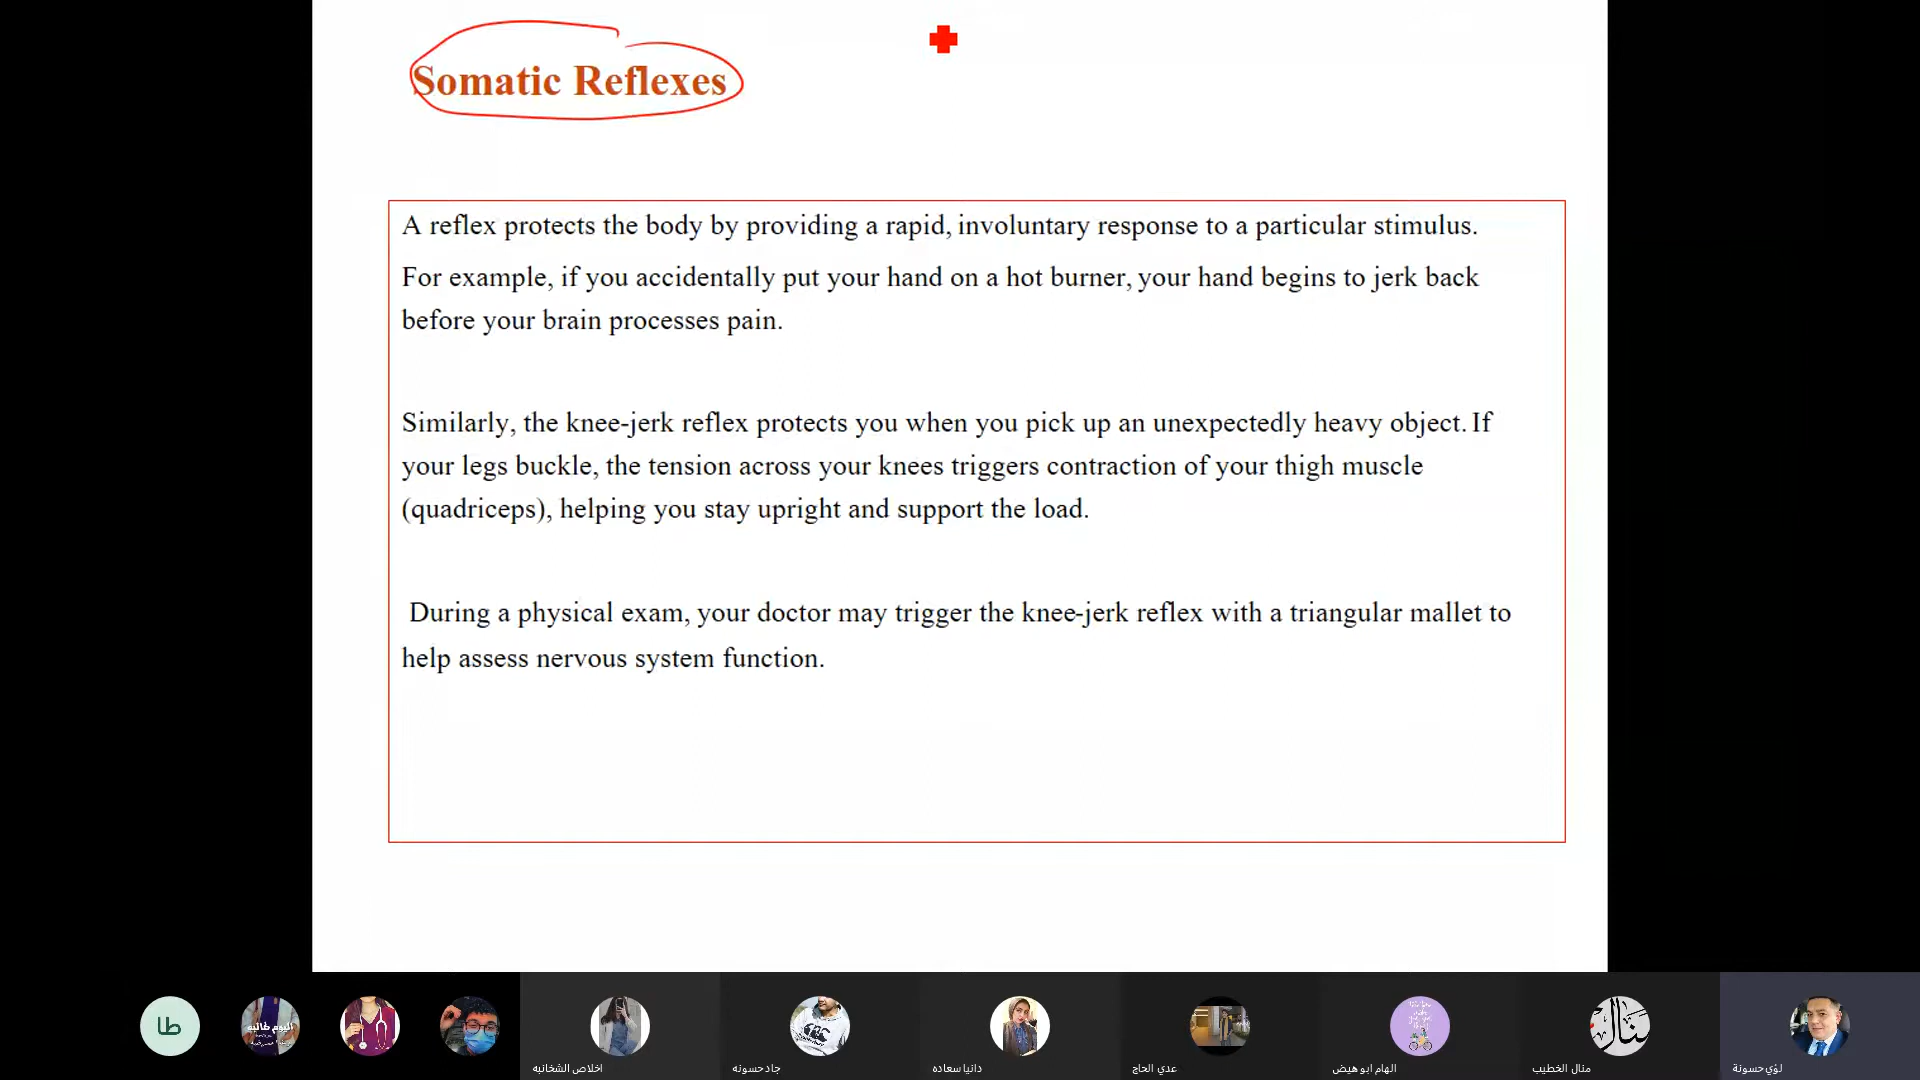 Somatic Reflexes
A reflex protects the body by providing a rapid, involuntary response to a particular stimulus.
For example, if you accidentally put your hand on a hot burner, your hand begins to jerk back
before your brain processes pain.
Similarly, the knee-jerk reflex protects you when you pick up an unexpectedly heavy object. If
your legs buckle, the tension across your knees triggers contraction of your thigh muscle
(quadriceps), helping you stay upright and support the load.
During a physical exam, your doctor may trigger the knee-jerk reflex with a triangular mallet to
help assess nervous system function.
طا
منال
اخلاص الشخانبه
جاد حسونه
دانيا سعاده
عدي الحاج
الهام ابو هيض
منال الخطيب
لؤي حسونة